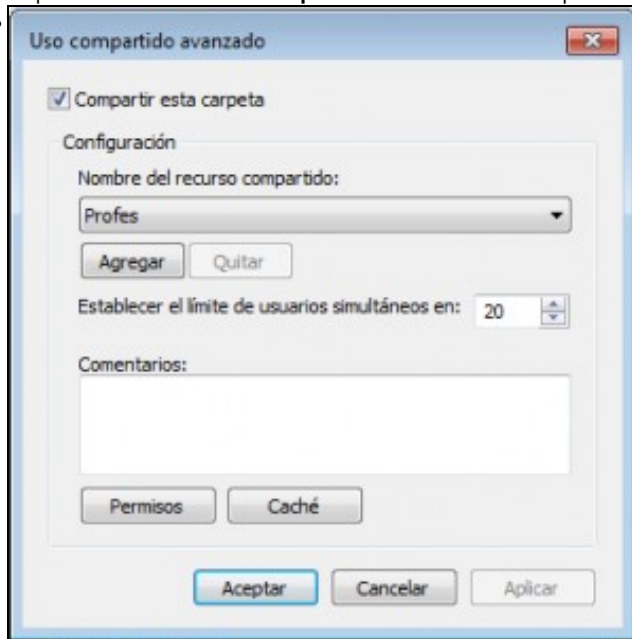 Uso compartido avanzado
Compartir esta carpeta
Configuración
Nombre del recurso compartido:
Profes
Agregar Quitar
Establecer el límite de usuarios simultáneos en: 20
Comentarios:
Permisos Caché
Aceptar Cancelar Aplicar